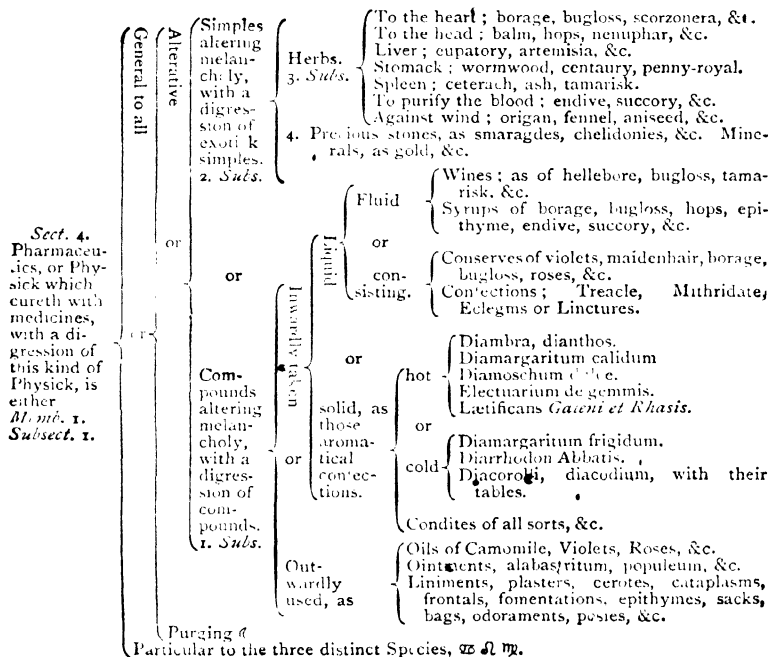 Sect. 4.
Pharmaceu-
tics, or Phy-
sick which
cureth with
medicines,
with a di-
gression of
this kind of
Physick, is
either
Memb. 1.
Subsect. 1.
General to all
or
Alterative
or
Simples
altering
melan-
choly,
with a
digres-
sion of
exotick
simples.
2. Subs.
Herbs.
3. Subs.
To the heart; borage, bugloss, scorzonera, &c.
To the head; balm, hops, nenuphar, &c.
Liver; eupatory, artemisia, &c.
Stomack; wormwood, centaury, penny-royal.
Spleen; ceterach, ash, tamarisk.
To purify the blood; endive, succory, &c.
Against wind; origan, fennel, aniseed, &c.
4. Precious stones, as smaragdes, chelidonies, &c. Mine-
rals, as gold, &c.
or
Com-
pounds
altering
melan-
choly,
with a
digres-
sion of
com-
pounds.
1. Subs.
Inwardly taken
Liquid
Fluid
Wines; as of hellebore, bugloss, tama-
risk, &c.
Syrups of borage, bugloss, hops, epi-
thyme, endive, succory, &c.
or
con-
sisting.
Conserves of violets, maidenhair, borage,
bugloss, roses, &c.
Confections; Treacle, Mithridate,
Eclegms or Linctures.
or
solid, as
those
aroma-
tical
confec-
tions.
hot
Diambra, dianthos.
Diamargaritum calidum
Diamoschum dulce.
Electuarium de gemmis.
Lætificans Galeni et Rhasis.
or
cold
Diamargaritum frigidum.
Diarrhodon Abbatis.
Diacorolli, diacodium, with their
tables.
Condites of all sorts, &c.
or
Out-
wardly
used, as
Oils of Camomile, Violets, Roses, &c.
Ointments, alabastritum, populeum, &c.
Liniments, plasters, cerotes, cataplasms,
frontals, fomentations, epithymes, sacks,
bags, odoraments, posies, &c.
Purging
Particular to the three distinct Species, ♋ ♌ ♍.